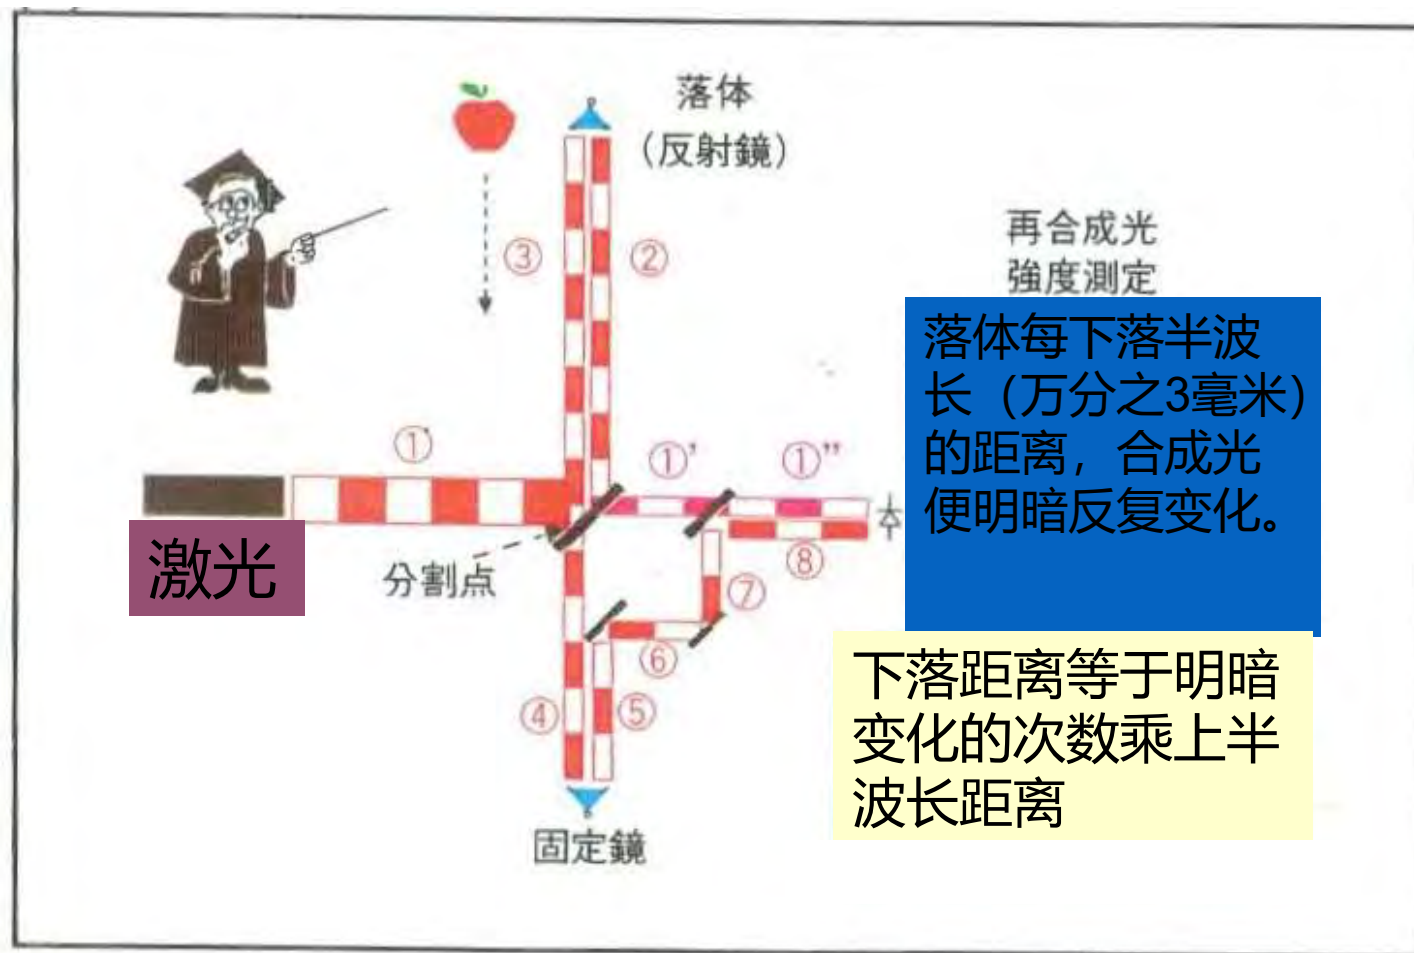 落体
（反射鏡）
再合成光
強度測定
③
②
落体每下落半波
长（万分之3毫米）
的距离，合成光
便明暗反复变化。
①
①’
①”
激光
分割点
⑧
⑦
⑥
下落距离等于明暗
变化的次数乘上半
波长距离
④
⑤
固定鏡